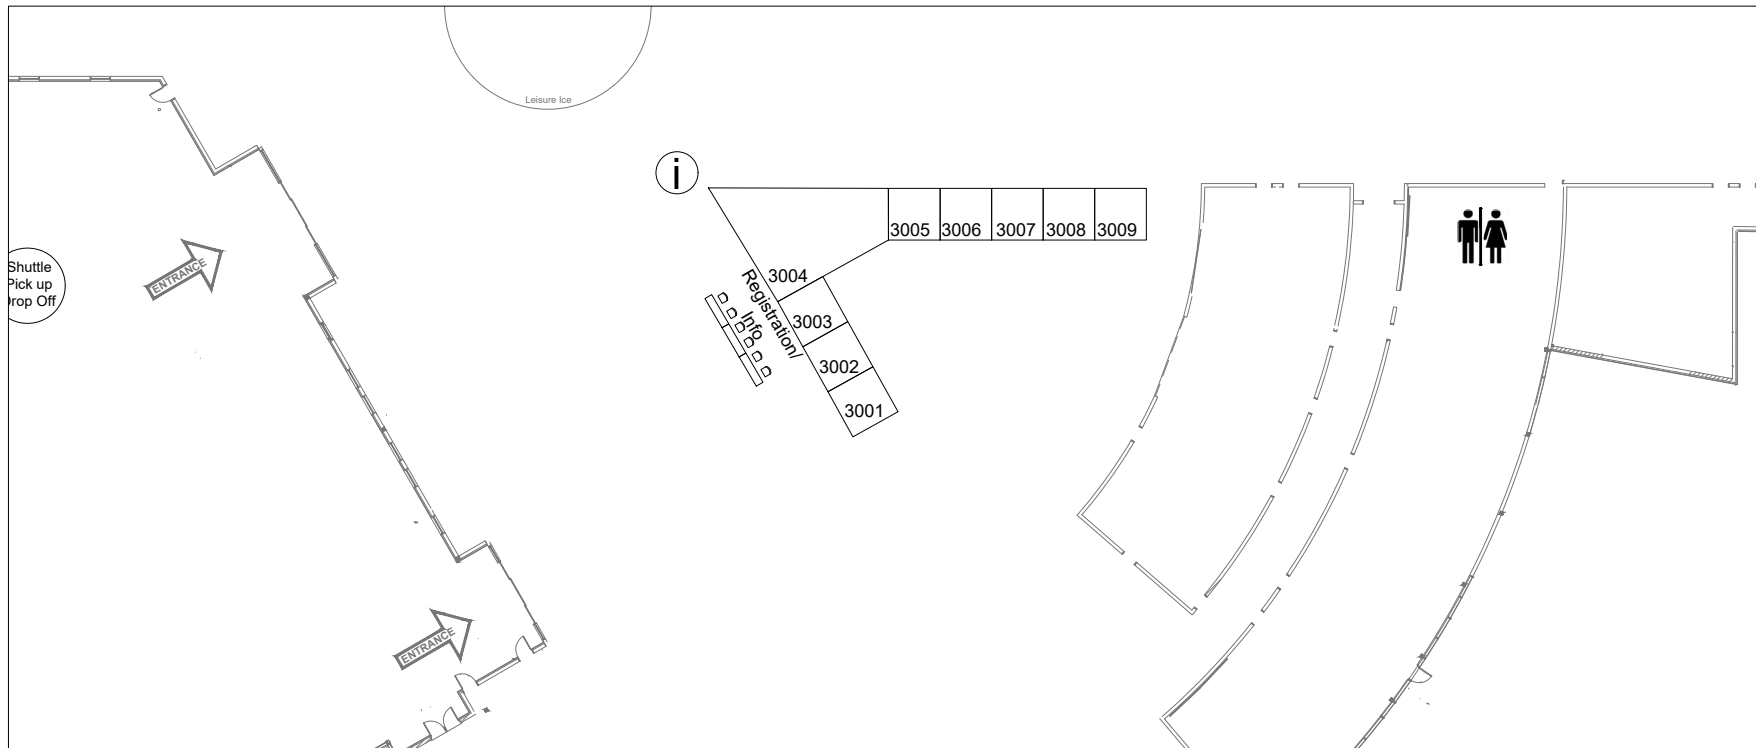 Leisure Ice
i
3005
3006
3007
3008
3009
Shuttle
Pick up
Drop Off
ENTRANCE
3004
Registration/
Info
3003
3002
3001
ENTRANCE